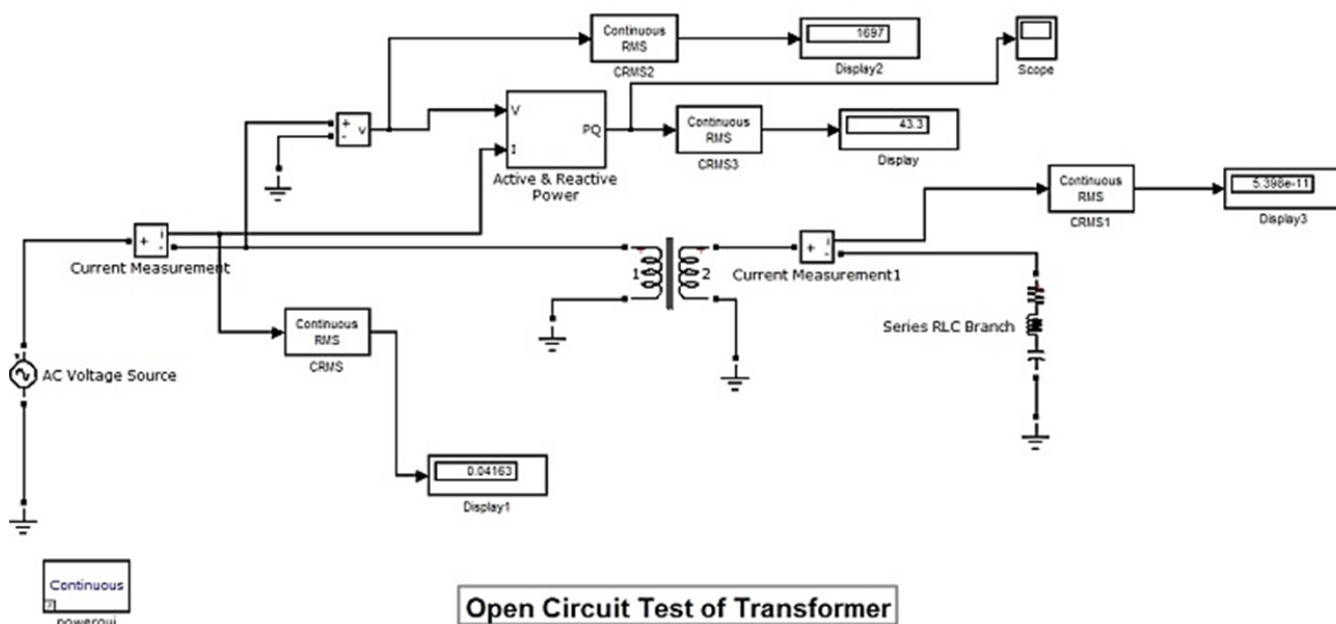 Continuous
RMS
CRMS2
1697
Display2
Scope
+
-
v
V
I
PQ
Active & Reactive
Power
Continuous
RMS
CRMS3
43.3
Display
Continuous
RMS
CRMS1
5.398e-11
Display3
+
i
-
Current Measurement
1
2
+
i
-
Current Measurement1
Series RLC Branch
Continuous
RMS
CRMS
AC Voltage Source
0.04163
Display1
Continuous
powergui
Open Circuit Test of Transformer